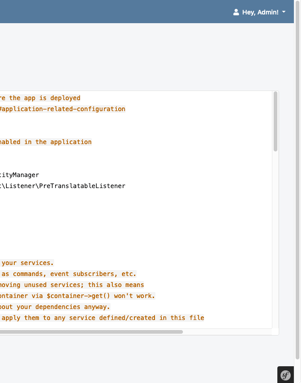 Hey, Admin!
re the app is deployed
#application-related-configuration
nabled in the application
cityManager
t\Listener\PreTranslatableListener
your services.
as commands, event subscribers, etc.
moving unused services; this also means
ontainer via $container->get() won't work.
bout your dependencies anyway.
apply them to any service defined/created in this file